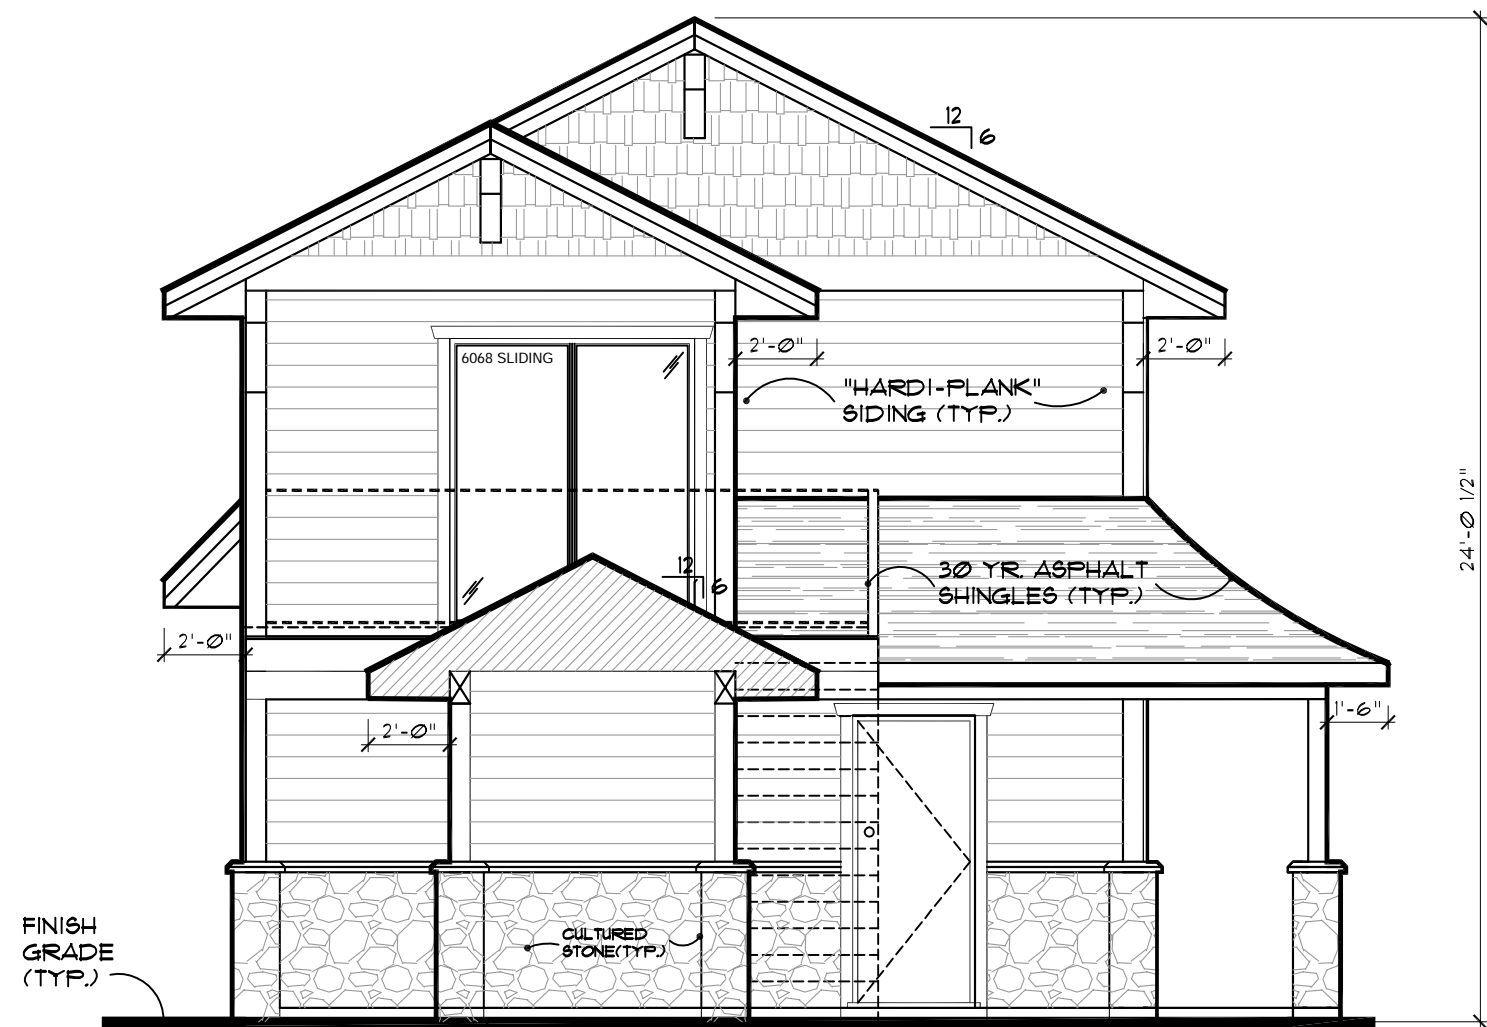 12
6
6068 SLIDING
2'-0"
2'-0"
"HARDI-PLANK"
SIDING (TYP.)
24'-0 1/2"
12
6
30 YR. ASPHALT
SHINGLES (TYP.)
2'-0"
2'-0"
1'-6"
FINISH
GRADE
(TYP.)
CULTURED
STONE(TYP.)